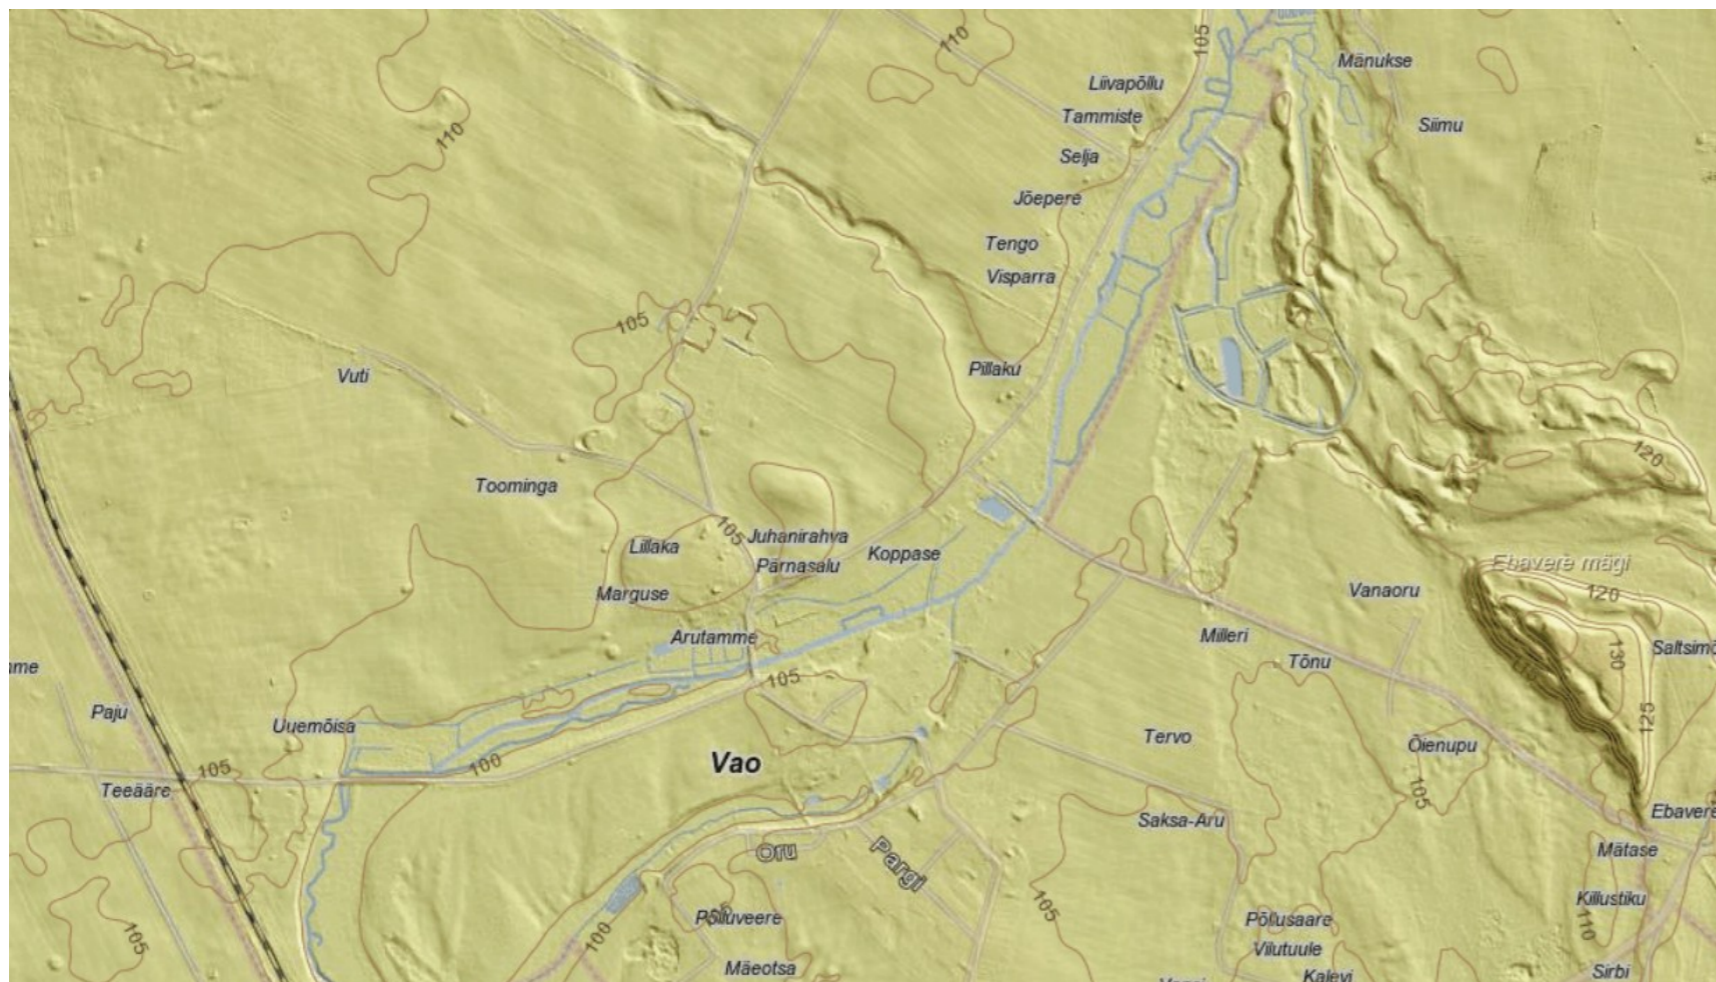 105
110
Mänukse
Liivapõllu
110
Tammiste
Siimu
Selja
Jõepere
Tengo
Visparra
105
Pillaku
Vuti
120
Toominga
105
Juhanirahva
Lillaka
Koppase
Pärnasalu
Ebavere mägi
Marguse
Vanaoru
120
Arutamme
Milleri
Saltsimõ
130
Tõnu
105
Paju
Uuemõisa
125
Tervo
Õienupu
Vao
100
105
Teeääre
105
Ebavere
Saksa-Aru
Oru
Pargi
Mätase
Killustiku
105
Põlluveere
Põllusaare
110
105
100
Vilutuule
Mäeotsa
Kalevi
Sirbi